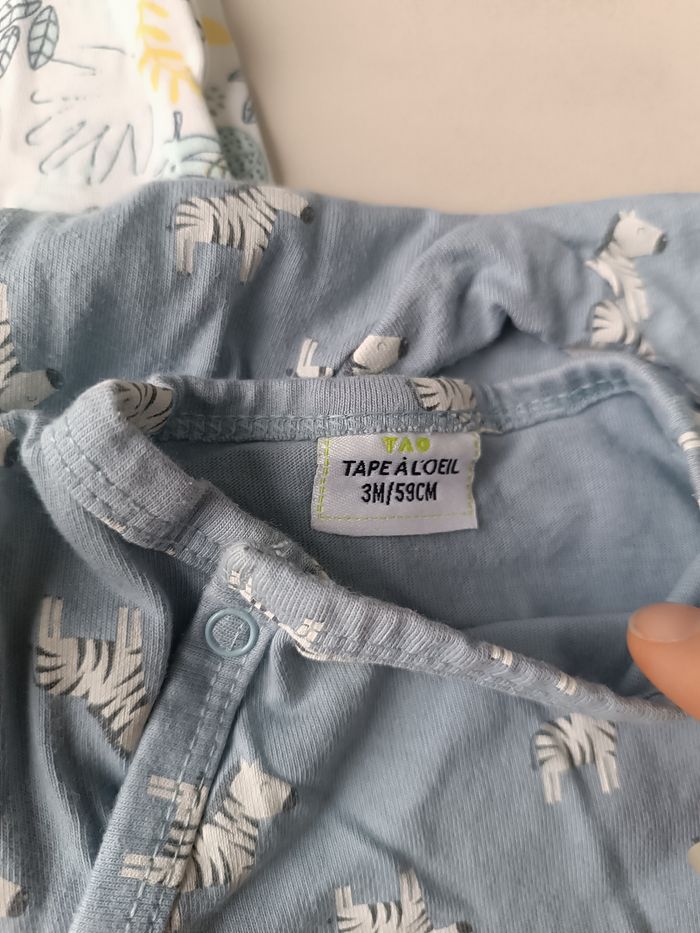 TAO
TAPE À L'OEIL
3M/59CM